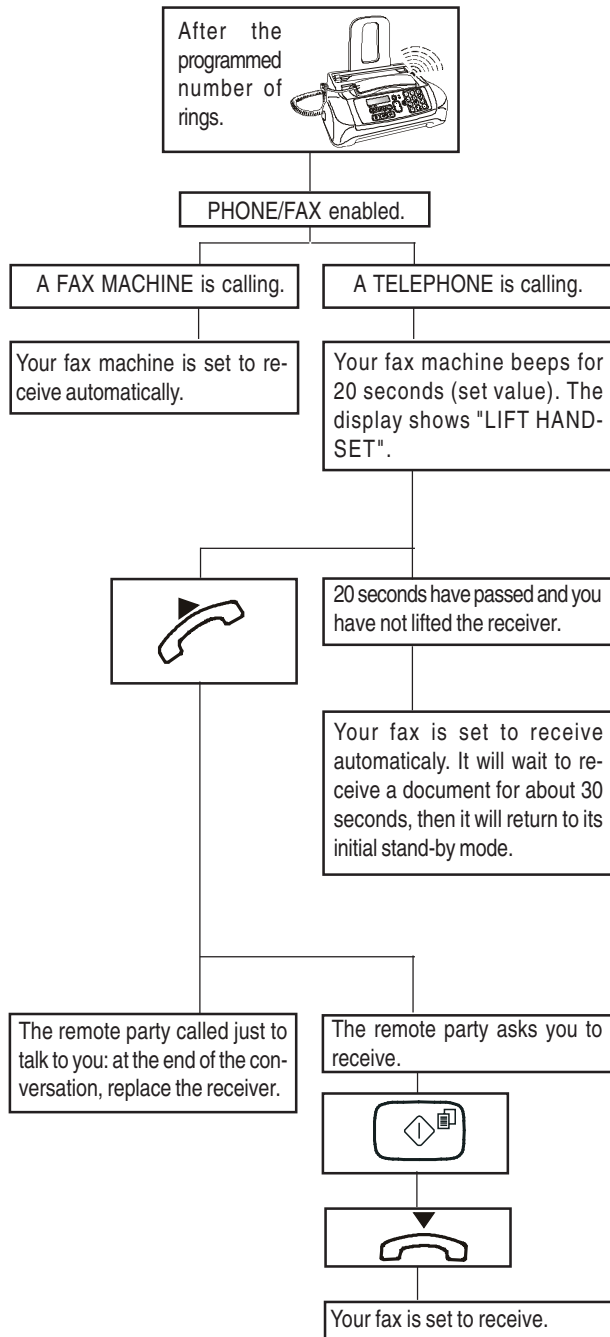 After the
programmed
number of
rings.
PHONE/FAX enabled.
A FAX MACHINE is calling.
A TELEPHONE is calling.
Your fax machine is set to re-
ceive automatically.
Your fax machine beeps for
20 seconds (set value). The
display shows "LIFT HAND-
SET".
20 seconds have passed and you
have not lifted the receiver.
Your fax is set to receive
automaticaly. It will wait to re-
ceive a document for about 30
seconds, then it will return to its
initial stand-by mode.
The remote party called just to
talk to you: at the end of the con-
versation, replace the receiver.
The remote party asks you to
receive.
Your fax is set to receive.